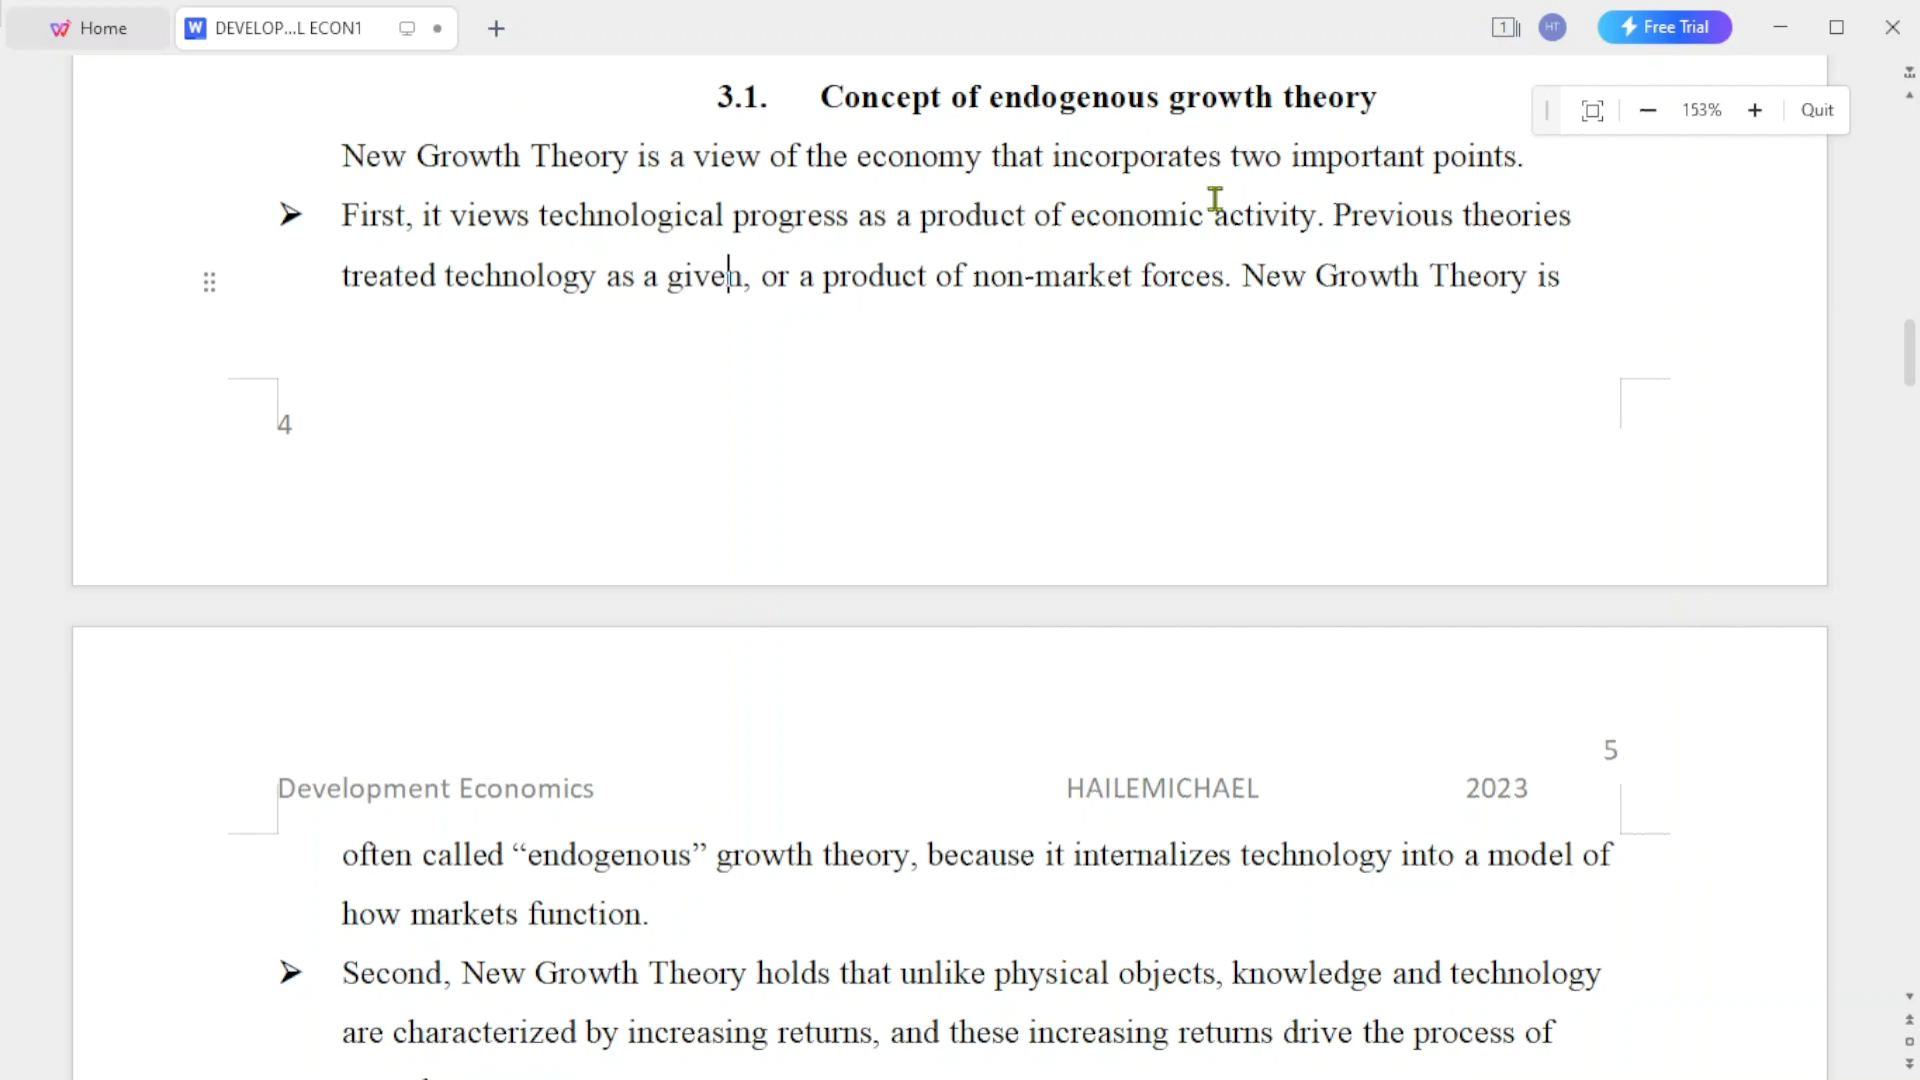 Home
DEVELOP...L ECON1
1
HT
Free Trial
3.1. Concept of endogenous growth theory
153%
Quit
New Growth Theory is a view of the economy that incorporates two important points.
➢ First, it views technological progress as a product of economic activity. Previous theories
treated technology as a given, or a product of non-market forces. New Growth Theory is
4
5
Development Economics HAILEMICHAEL 2023
often called “endogenous” growth theory, because it internalizes technology into a model of
how markets function.
➢ Second, New Growth Theory holds that unlike physical objects, knowledge and technology
are characterized by increasing returns, and these increasing returns drive the process of